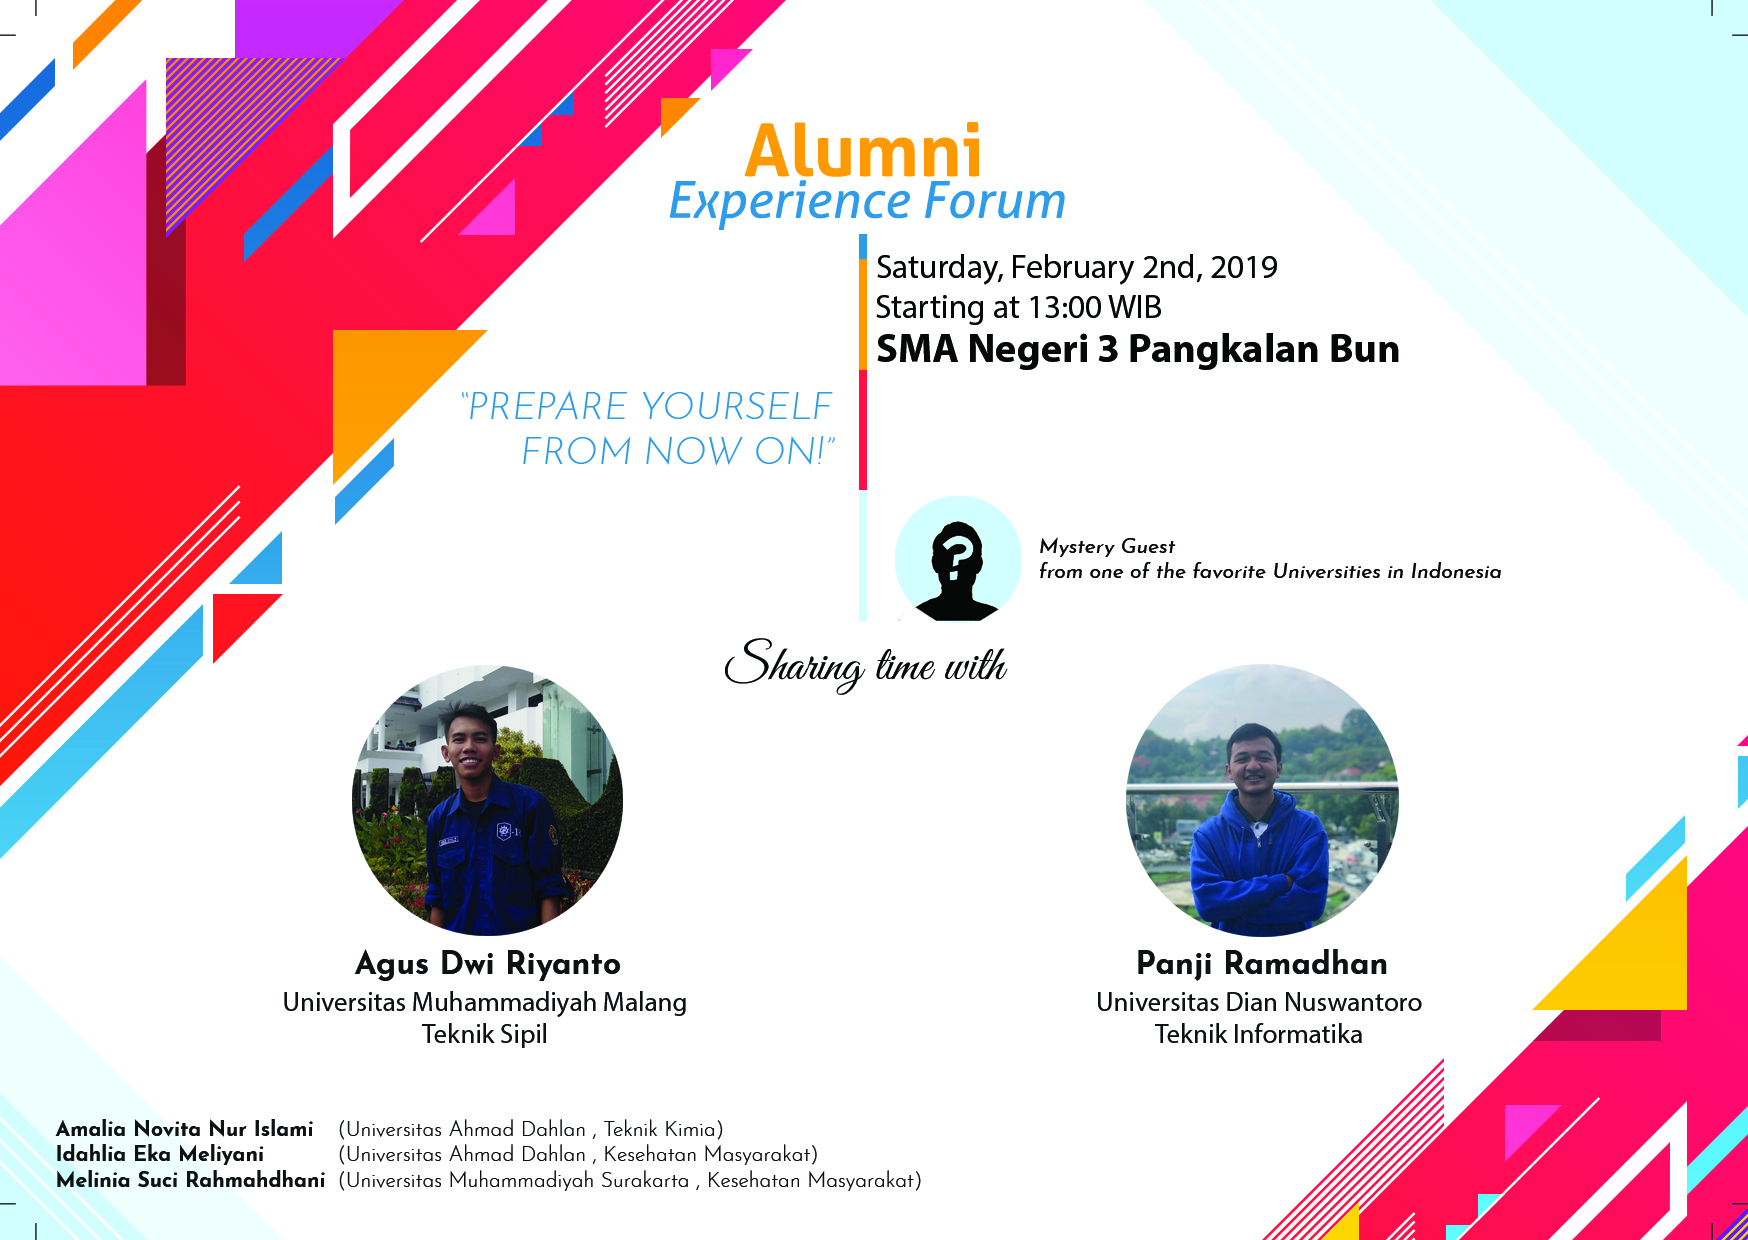 Alumni
Experience Forum
Saturday, February 2nd, 2019
Starting at 13:00 WIB
SMA Negeri 3 Pangkalan Bun
“PREPARE YOURSELF
FROM NOW ON!”
?
Mystery Guest
from one of the favorite Universities in Indonesia
Sharing time with
Agus Dwi Riyanto
Universitas Muhammadiyah Malang
Teknik Sipil
Panji Ramadhan
Universitas Dian Nuswantoro
Teknik Informatika
Amalia Novita Nur Islami (Universitas Ahmad Dahlan , Teknik Kimia)
Idahlia Eka Meliyani (Universitas Ahmad Dahlan , Kesehatan Masyarakat)
Melinia Suci Rahmahdhani (Universitas Muhammadiyah Surakarta , Kesehatan Masyarakat)